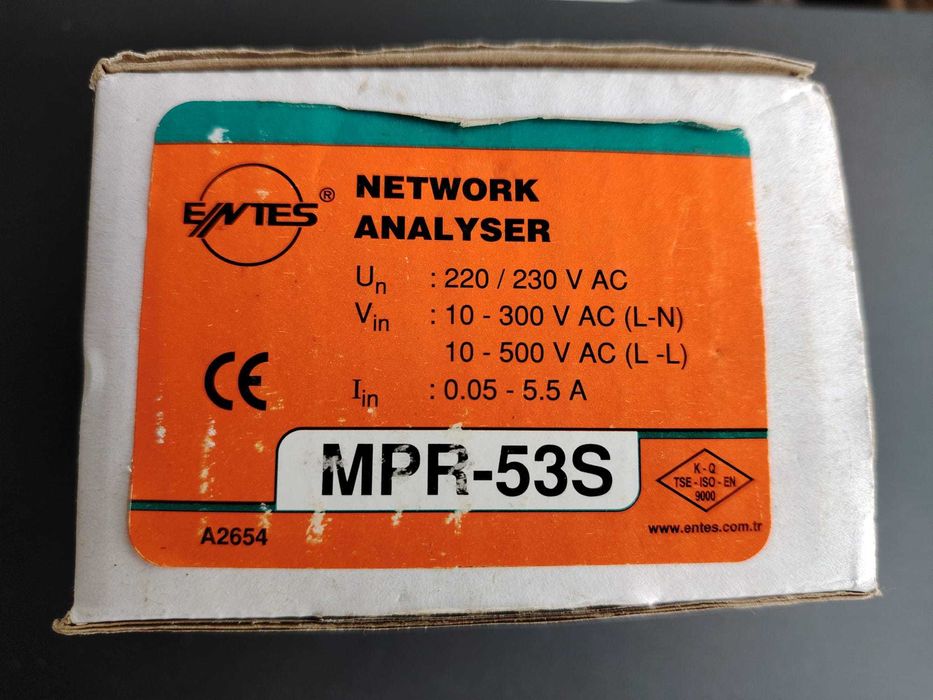 ENTES®
NETWORK
ANALYSER
Un : 220 / 230 V AC
Vin : 10 - 300 V AC (L-N)
10 - 500 V AC (L -L)
Iin : 0.05 - 5.5 A
CE
MPR-53S
K - Q
TSE - ISO - EN
9000
A2654
www.entes.com.tr